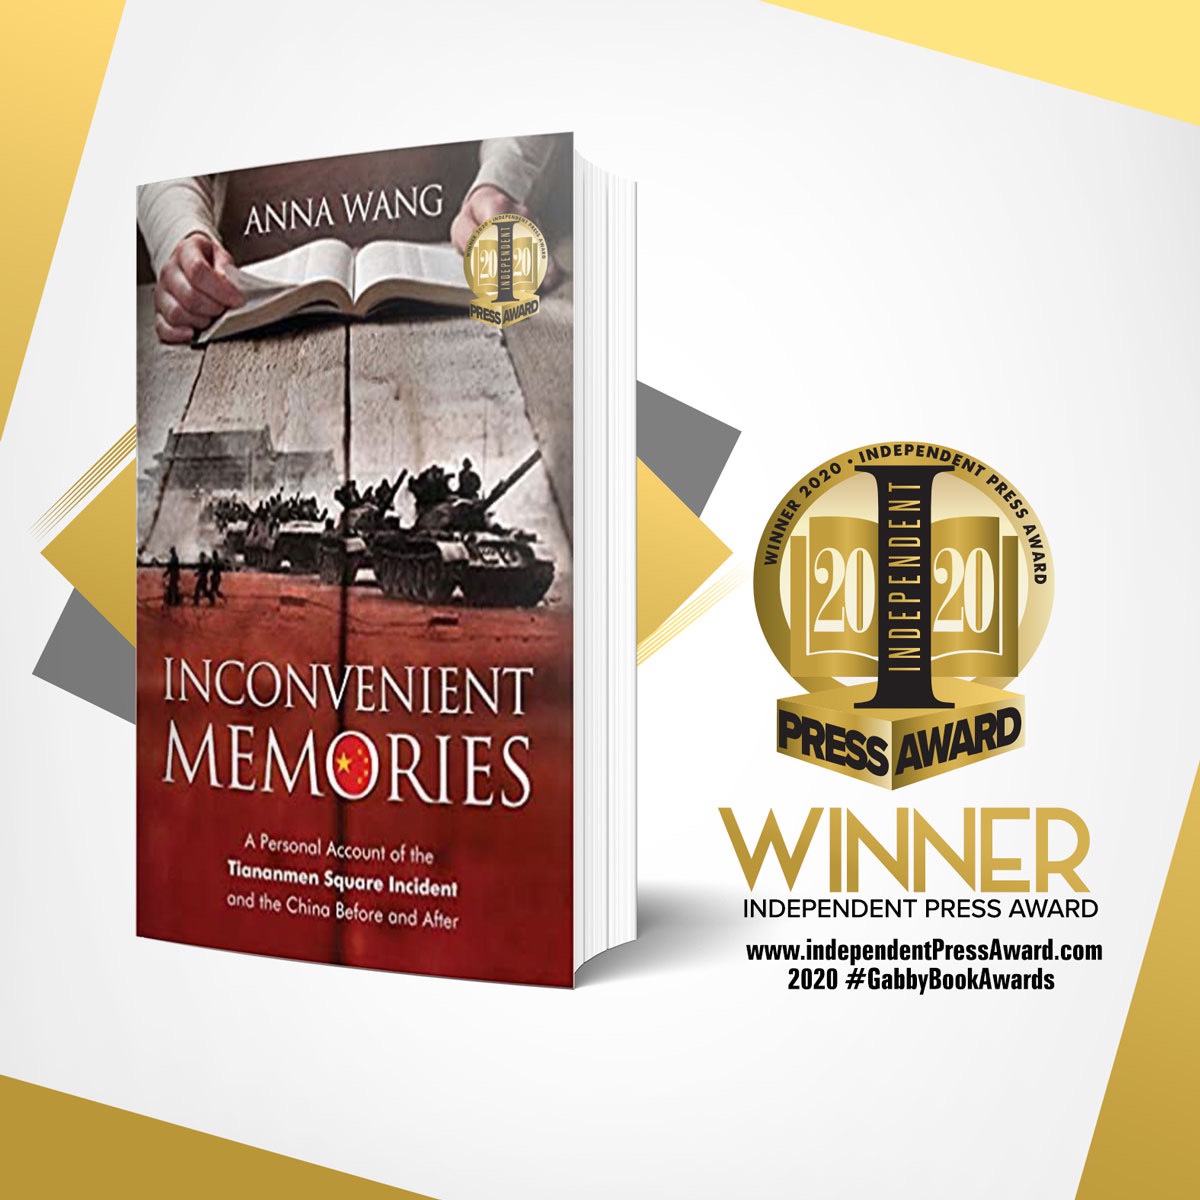 ANNA WANG
WINNER 2020 • INDEPENDENT PRESS AWARD
20 INDEPENDENT 20
PRESS AWARD
INCONVENIENT
MEMORIES
A Personal Account of the
Tiananmen Square Incident
and the China Before and After
WINNER 2020 • INDEPENDENT PRESS AWARD
20 INDEPENDENT 20
PRESS AWARD
WINNER
INDEPENDENT PRESS AWARD
www.independentPressAward.com
2020 #GabbyBookAwards